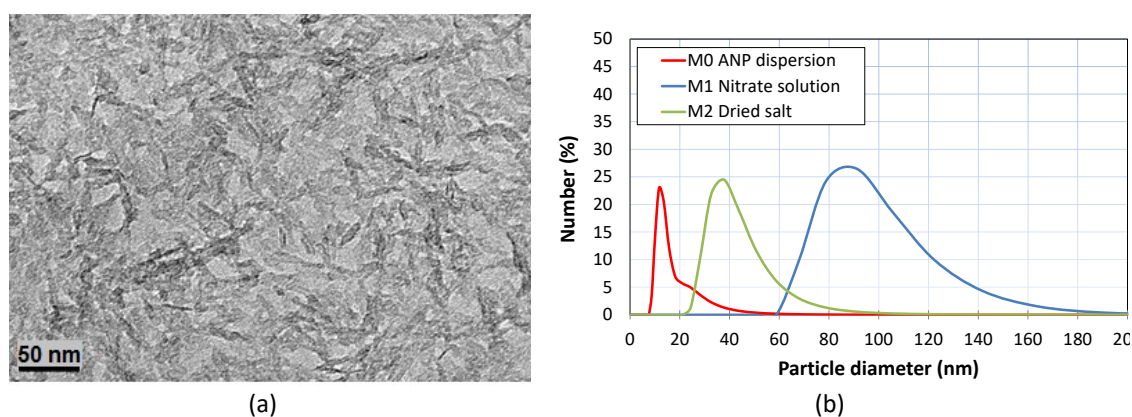 50 nm
(a)
50
45
40
35
30
25
20
15
10
5
0
Number (%)
M0 ANP dispersion
M1 Nitrate solution
M2 Dried salt
0 20 40 60 80 100 120 140 160 180 200
Particle diameter (nm)
(b)